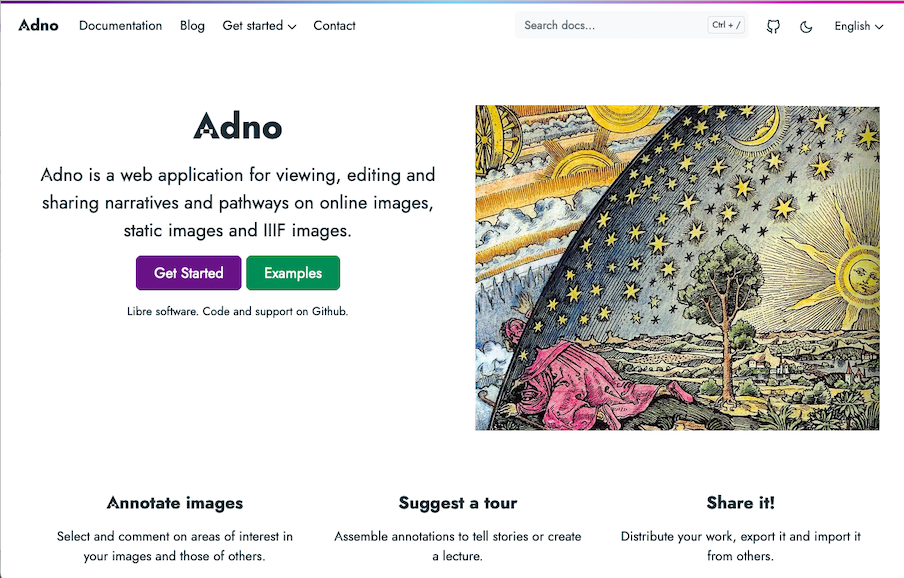 Adno Documentation Blog Get started Contact Search docs... Ctrl + / English
Adno
Adno is a web application for viewing, editing and
sharing narratives and pathways on online images,
static images and IIIF images.
Get Started Examples
Libre software. Code and support on Github.
Annotate images
Select and comment on areas of interest in
your images and those of others.
Suggest a tour
Assemble annotations to tell stories or create
a lecture.
Share it!
Distribute your work, export it and import it
from others.